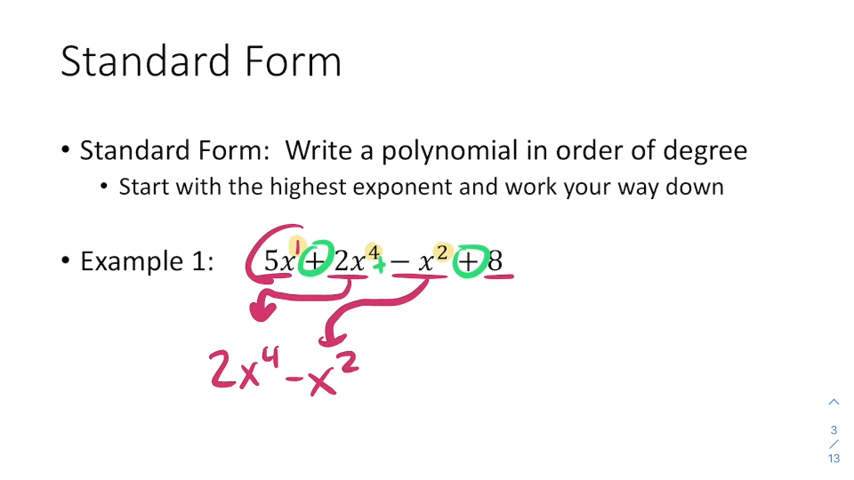 Standard Form
• Standard Form: Write a polynomial in order of degree
• Start with the highest exponent and work your way down
• Example 1: 5x¹ + 2x⁴ + − x² + 8
2x⁴ − x²
3
/
13